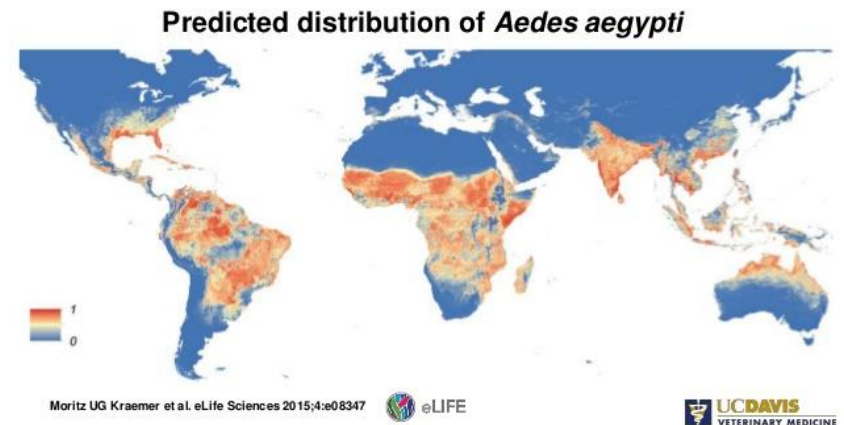 Predicted distribution of Aedes aegypti
1
0
Moritz UG Kraemer et al. eLife Sciences 2015;4:e08347
eLIFE
UCDAVIS
VETERINARY MEDICINE